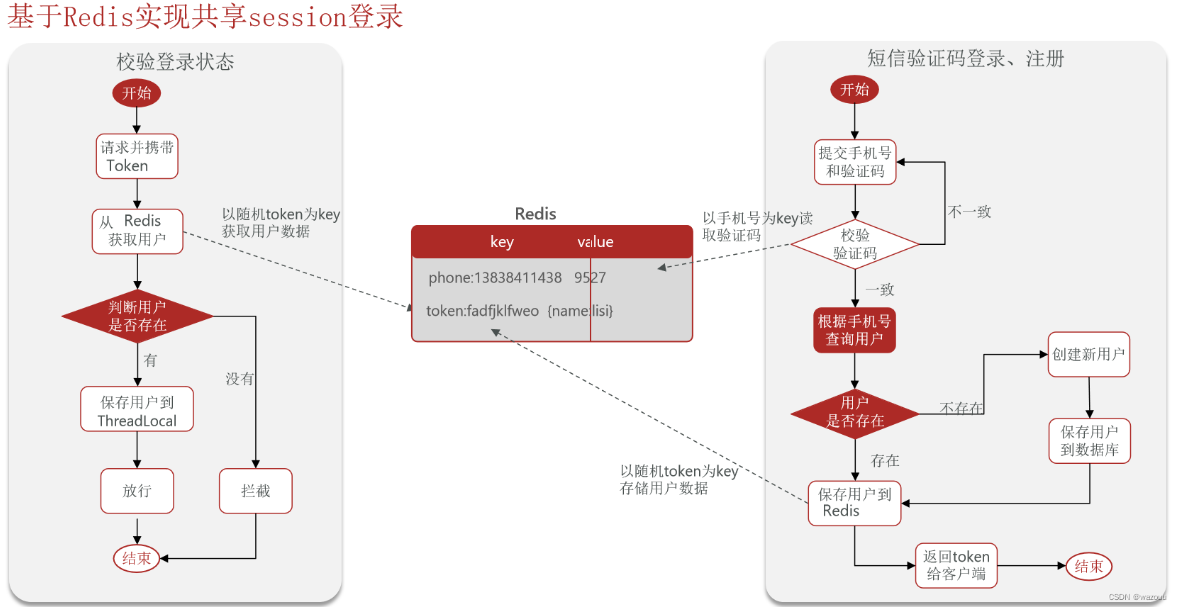 基于Redis实现共享session登录
校验登录状态
开始
请求并携带
Token
从 Redis
获取用户
判断用户
是否存在
有
没有
保存用户到
ThreadLocal
放行
拦截
结束
以随机token为key
获取用户数据
Redis
key value
phone:13838411438 9527
token:fadfjklfweo {name:lisi}
以手机号为key读
取验证码
以随机token为key
存储用户数据
短信验证码登录、注册
开始
提交手机号
和验证码
不一致
校验
验证码
一致
根据手机号
查询用户
用户
是否存在
不存在
创建新用户
保存用户
到数据库
存在
保存用户到
Redis
返回token
给客户端
结束